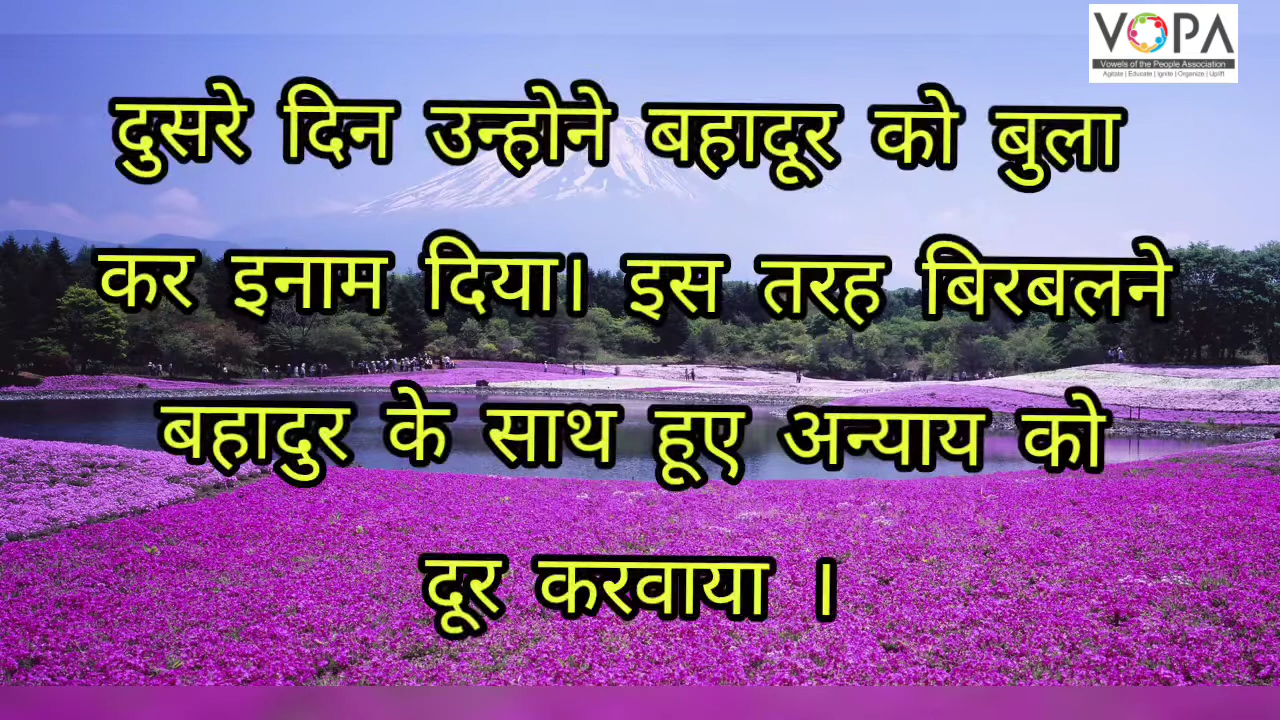 VOPA
Vowels of the People Association
Agitate | Educate | Ignite | Organize | Uplift
दुसरे दिन उन्होने बहादूर को बुला
कर इनाम दिया। इस तरह बिरबलने
बहादुर के साथ हूए अन्याय को
दूर करवाया ।